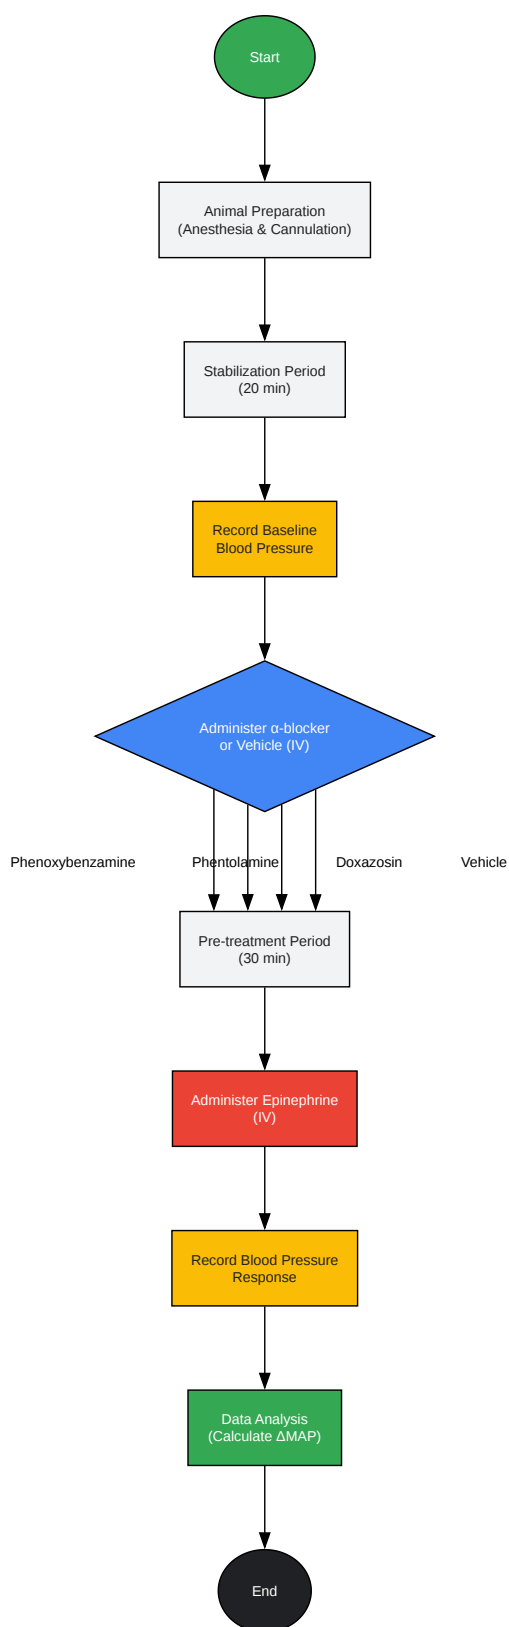 Start
Animal Preparation
(Anesthesia & Cannulation)
Stabilization Period
(20 min)
Record Baseline
Blood Pressure
Administer α-blocker
or Vehicle (IV)
Phenoxybenzamine
Phentolamine
Doxazosin
Vehicle
Pre-treatment Period
(30 min)
Administer Epinephrine
(IV)
Record Blood Pressure
Response
Data Analysis
(Calculate ΔMAP)
End